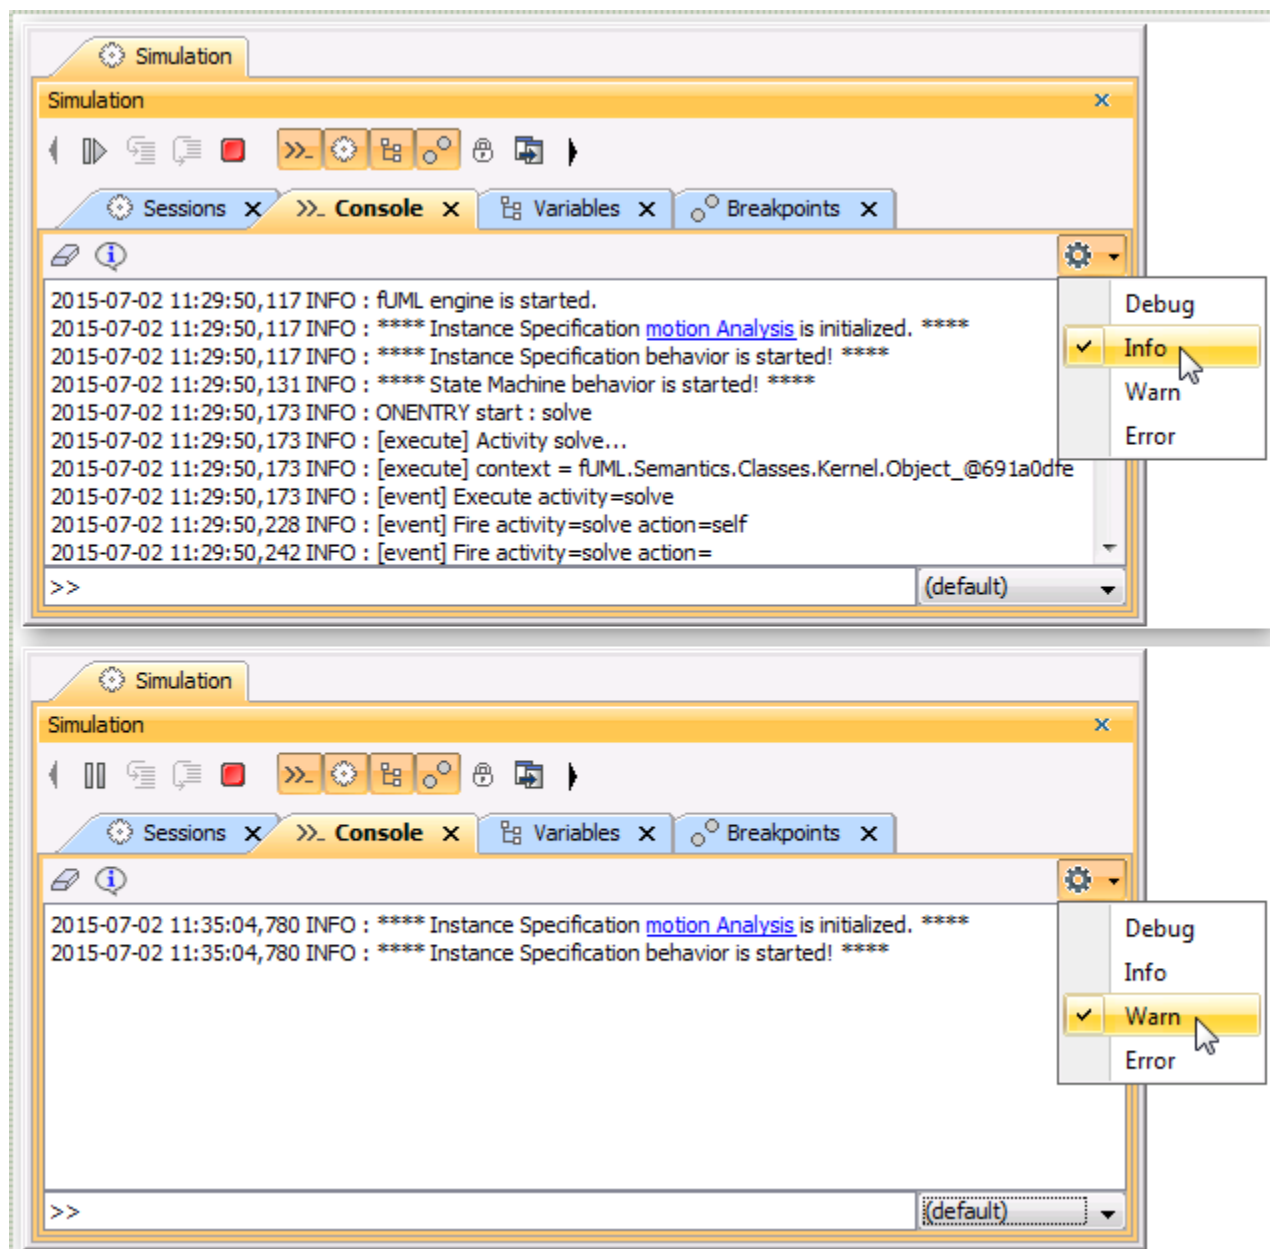 Simulation
Simulation
Sessions Console Variables Breakpoints
2015-07-02 11:29:50,117 INFO : fUML engine is started.
2015-07-02 11:29:50,117 INFO : **** Instance Specification motion Analysis is initialized. ****
2015-07-02 11:29:50,117 INFO : **** Instance Specification behavior is started! ****
2015-07-02 11:29:50,131 INFO : **** State Machine behavior is started! ****
2015-07-02 11:29:50,173 INFO : ONENTRY start : solve
2015-07-02 11:29:50,173 INFO : [execute] Activity solve...
2015-07-02 11:29:50,173 INFO : [execute] context = fUML.Semantics.Classes.Kernel.Object_@691a0dfe
2015-07-02 11:29:50,173 INFO : [event] Execute activity=solve
2015-07-02 11:29:50,228 INFO : [event] Fire activity=solve action=self
2015-07-02 11:29:50,242 INFO : [event] Fire activity=solve action=
Debug
Info
Warn
Error
>> (default)
Simulation
Simulation
Sessions Console Variables Breakpoints
2015-07-02 11:35:04,780 INFO : **** Instance Specification motion Analysis is initialized. ****
2015-07-02 11:35:04,780 INFO : **** Instance Specification behavior is started! ****
Debug
Info
Warn
Error
>> (default)